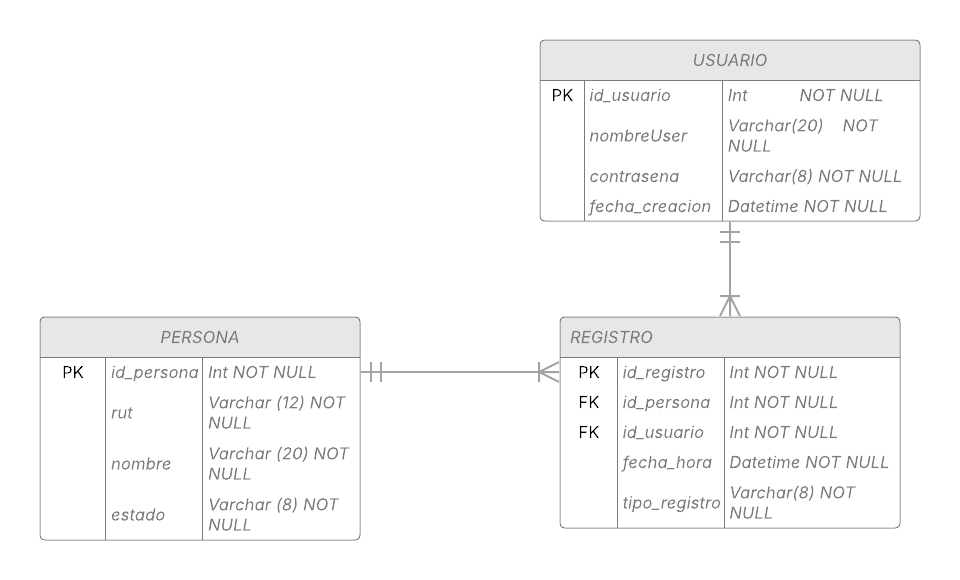 USUARIO
PK id_usuario Int NOT NULL
nombreUser Varchar(20) NOT
NULL
contrasena Varchar(8) NOT NULL
fecha_creacion Datetime NOT NULL
PERSONA
PK id_persona Int NOT NULL
rut Varchar (12) NOT
NULL
nombre Varchar (20) NOT
NULL
estado Varchar (8) NOT
NULL
REGISTRO
PK id_registro Int NOT NULL
FK id_persona Int NOT NULL
FK id_usuario Int NOT NULL
fecha_hora Datetime NOT NULL
tipo_registro Varchar(8) NOT
NULL